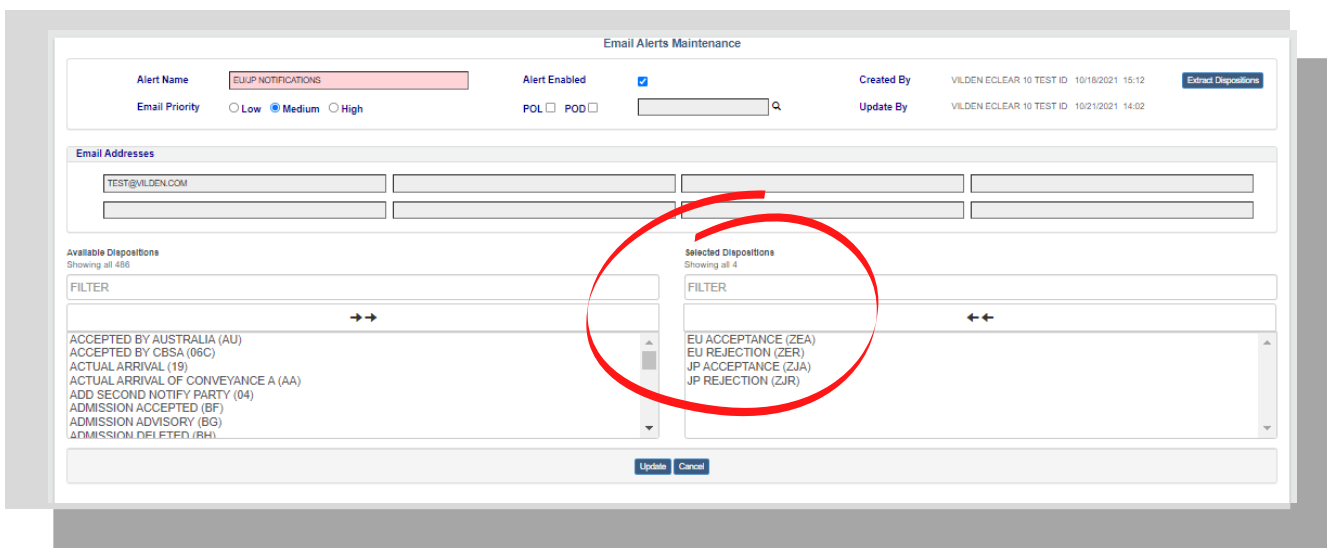 Email Alerts Maintenance
Alert Name EU/JP NOTIFICATIONS Alert Enabled Created By VILDEN ECLEAR 10 TEST ID 10/18/2021 15:12 Extract Dispositions
Email Priority Low Medium High POL POD Update By VILDEN ECLEAR 10 TEST ID 10/21/2021 14:02
Email Addresses
TEST@VILDEN.COM
Available Dispositions
Showing all 486
FILTER
ACCEPTED BY AUSTRALIA (AU)
ACCEPTED BY CBSA (06C)
ACTUAL ARRIVAL (19)
ACTUAL ARRIVAL OF CONVEYANCE A (AA)
ADD SECOND NOTIFY PARTY (04)
ADMISSION ACCEPTED (BF)
ADMISSION ADVISORY (BG)
ADMISSION DELETED (BH)
Selected Dispositions
Showing all 4
FILTER
EU ACCEPTANCE (ZEA)
EU REJECTION (ZER)
JP ACCEPTANCE (ZJA)
JP REJECTION (ZJR)
Update Cancel